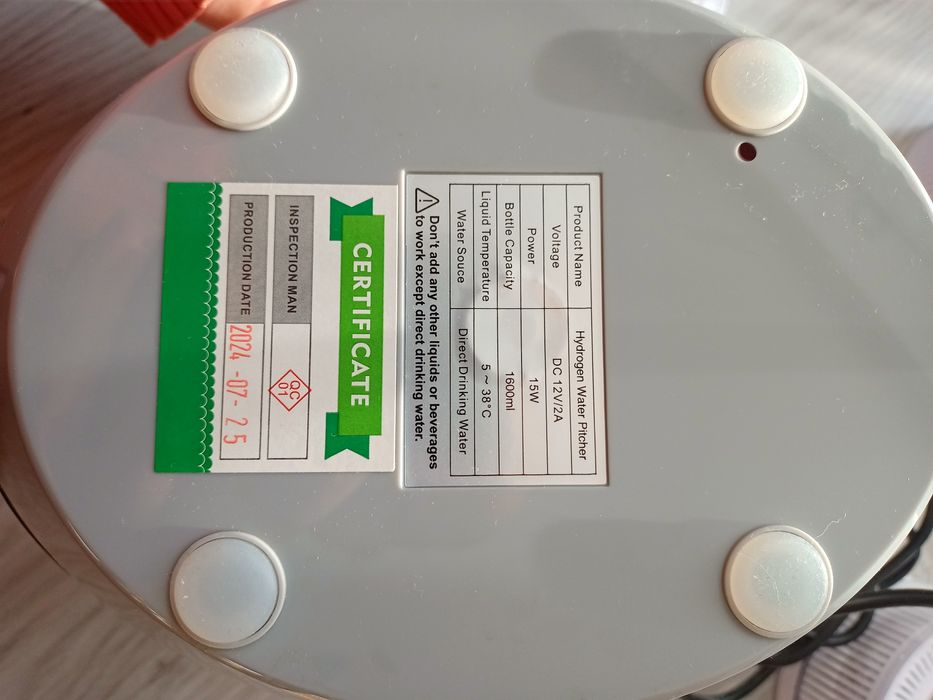 Product Name Hydrogen Water Pitcher
Voltage DC 12V/2A
Power 15W
Bottle Capacity 1600ml
Liquid Temperature 5 ~ 38°C
Water Souce Direct Drinking Water
Don't add any other liquids or beverages
to work except direct drinking water.
CERTIFICATE
INSPECTION MAN QC
01
PRODUCTION DATE 2024 -07- 25